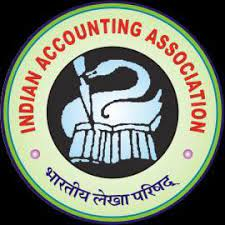 INDIAN ACCOUNTING ASSOCIATION
भारतीय लेखा परिषद्